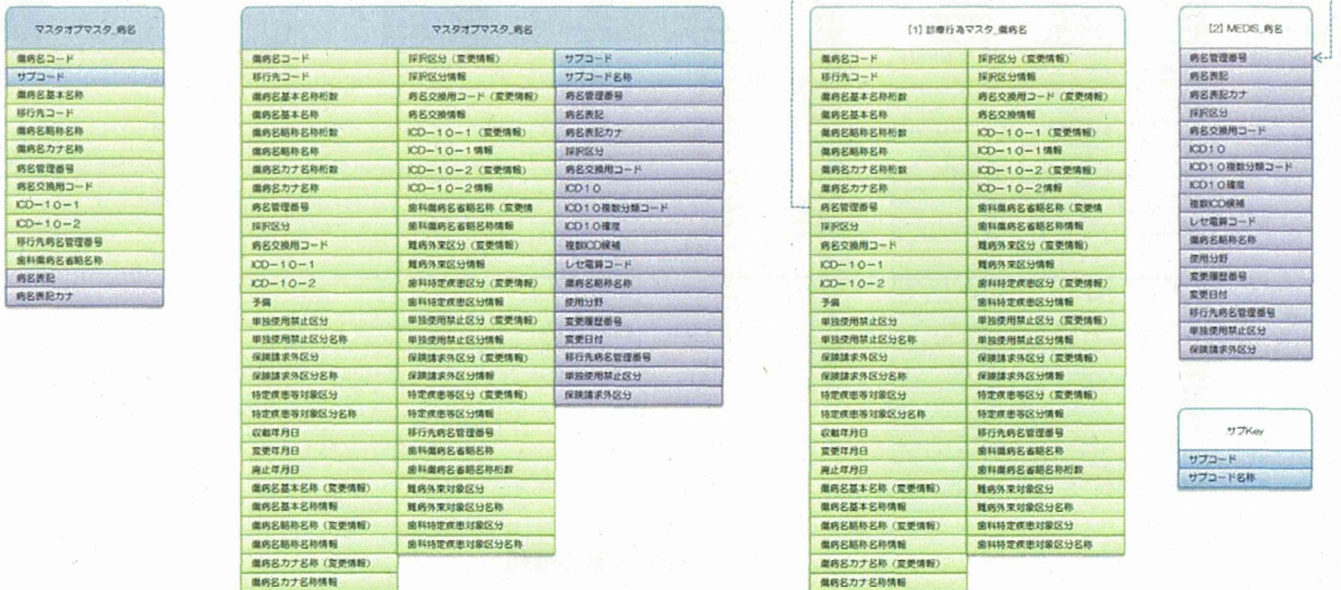 マスタオブマスタ_病名
傷病名コード
サブコード
傷病名基本名称
移行先コード
傷病名略称名称
傷病名カナ名称
病名管理番号
病名交換用コード
ICD-10-1
ICD-10-2
移行先病名管理番号
歯科傷病名省略名称
病名表記
病名表記カナ
マスタオブマスタ_病名
傷病名コード
移行先コード
傷病名基本名称桁数
傷病名基本名称
傷病名略称名称桁数
傷病名略称名称
傷病名カナ名称桁数
傷病名カナ名称
病名管理番号
採択区分
病名交換用コード
ICD-10-1
ICD-10-2
予備
単独使用禁止区分
単独使用禁止区分名称
保険請求外区分
保険請求外区分名称
特定疾患等対象区分
特定疾患等対象区分名称
収載年月日
変更年月日
廃止年月日
傷病名基本名称（変更情報）
傷病名基本名称情報
傷病名略称名称（変更情報）
傷病名略称名称情報
傷病名カナ名称（変更情報）
傷病名カナ名称情報
採択区分（変更情報）
採択区分情報
病名交換用コード（変更情報）
病名交換情報
ICD-10-1（変更情報）
ICD-10-1情報
ICD-10-2（変更情報）
ICD-10-2情報
歯科傷病名省略名称（変更情
歯科傷病名省略名称情報
難病外来区分（変更情報）
難病外来区分情報
歯科特定疾患区分（変更情報）
歯科特定疾患区分情報
単独使用禁止区分（変更情報）
単独使用禁止区分情報
保険請求外区分（変更情報）
保険請求外区分情報
特定疾患等区分（変更情報）
特定疾患等区分情報
移行先病名管理番号
歯科傷病名省略名称
歯科傷病名省略名称桁数
難病外来対象区分
難病外来対象区分名称
歯科特定疾患対象区分
歯科特定疾患対象区分名称
サブコード
サブコード名称
病名管理番号
病名表記
病名表記カナ
採択区分
病名交換用コード
ICD10
ICD10複数分類コード
ICD10確度
複数ICD候補
レセ電算コード
傷病名略称名称
使用分野
変更履歴番号
変更日付
移行先病名管理番号
単独使用禁止区分
保険請求外区分
[1] 診療行為マスタ_傷病名
傷病名コード
移行先コード
傷病名基本名称桁数
傷病名基本名称
傷病名略称名称桁数
傷病名略称名称
傷病名カナ名称桁数
傷病名カナ名称
病名管理番号
採択区分
病名交換用コード
ICD-10-1
ICD-10-2
予備
単独使用禁止区分
単独使用禁止区分名称
保険請求外区分
保険請求外区分名称
特定疾患等対象区分
特定疾患等対象区分名称
収載年月日
変更年月日
廃止年月日
傷病名基本名称（変更情報）
傷病名基本名称情報
傷病名略称名称（変更情報）
傷病名略称名称情報
傷病名カナ名称（変更情報）
傷病名カナ名称情報
採択区分（変更情報）
採択区分情報
病名交換用コード（変更情報）
病名交換情報
ICD-10-1（変更情報）
ICD-10-1情報
ICD-10-2（変更情報）
ICD-10-2情報
歯科傷病名省略名称（変更情
歯科傷病名省略名称情報
難病外来区分（変更情報）
難病外来区分情報
歯科特定疾患区分（変更情報）
歯科特定疾患区分情報
単独使用禁止区分（変更情報）
単独使用禁止区分情報
保険請求外区分（変更情報）
保険請求外区分情報
特定疾患等区分（変更情報）
特定疾患等区分情報
移行先病名管理番号
歯科傷病名省略名称
歯科傷病名省略名称桁数
難病外来対象区分
難病外来対象区分名称
歯科特定疾患対象区分
歯科特定疾患対象区分名称
[2] MEDIS_病名
病名管理番号
病名表記
病名表記カナ
採択区分
病名交換用コード
ICD10
ICD10複数分類コード
ICD10確度
複数ICD候補
レセ電算コード
傷病名略称名称
使用分野
変更履歴番号
変更日付
移行先病名管理番号
単独使用禁止区分
保険請求外区分
サブKey
サブコード
サブコード名称